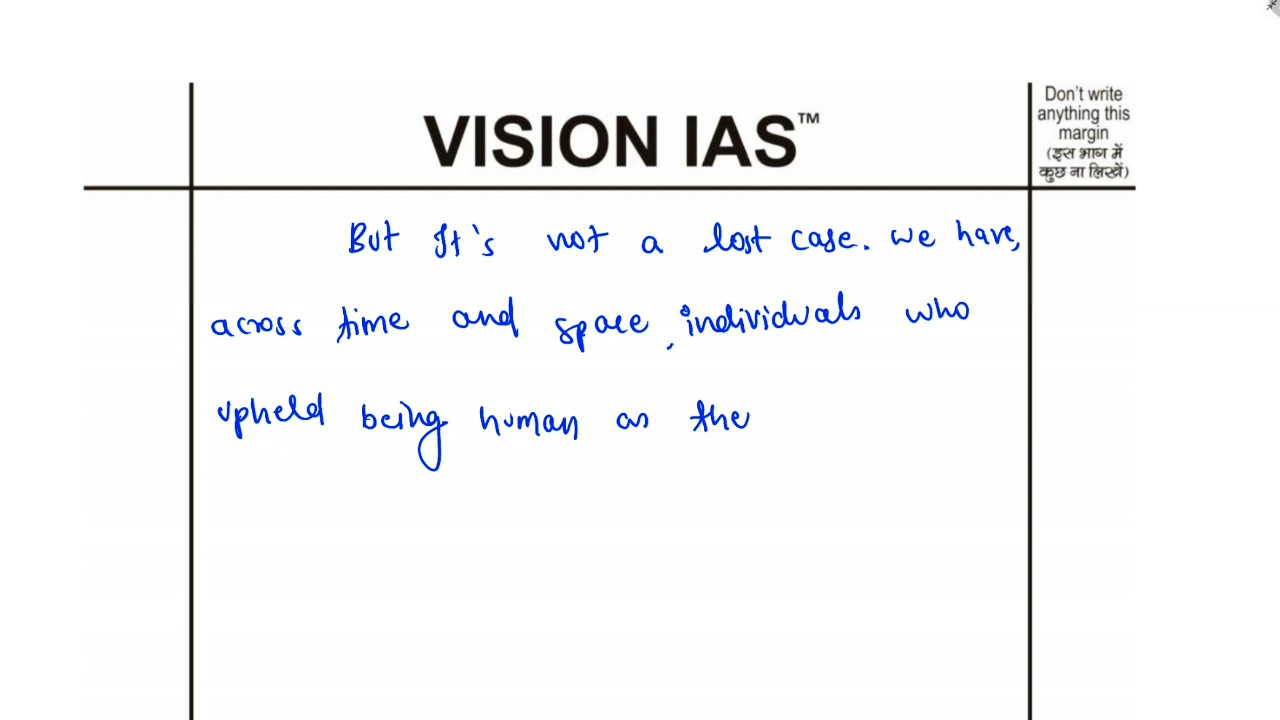 VISION IAS™
Don't write
anything this
margin
(इस भाग में
कुछ ना लिखें)
But It's not a lost case. we have,
across time and space, individuals who
upheld being human as the